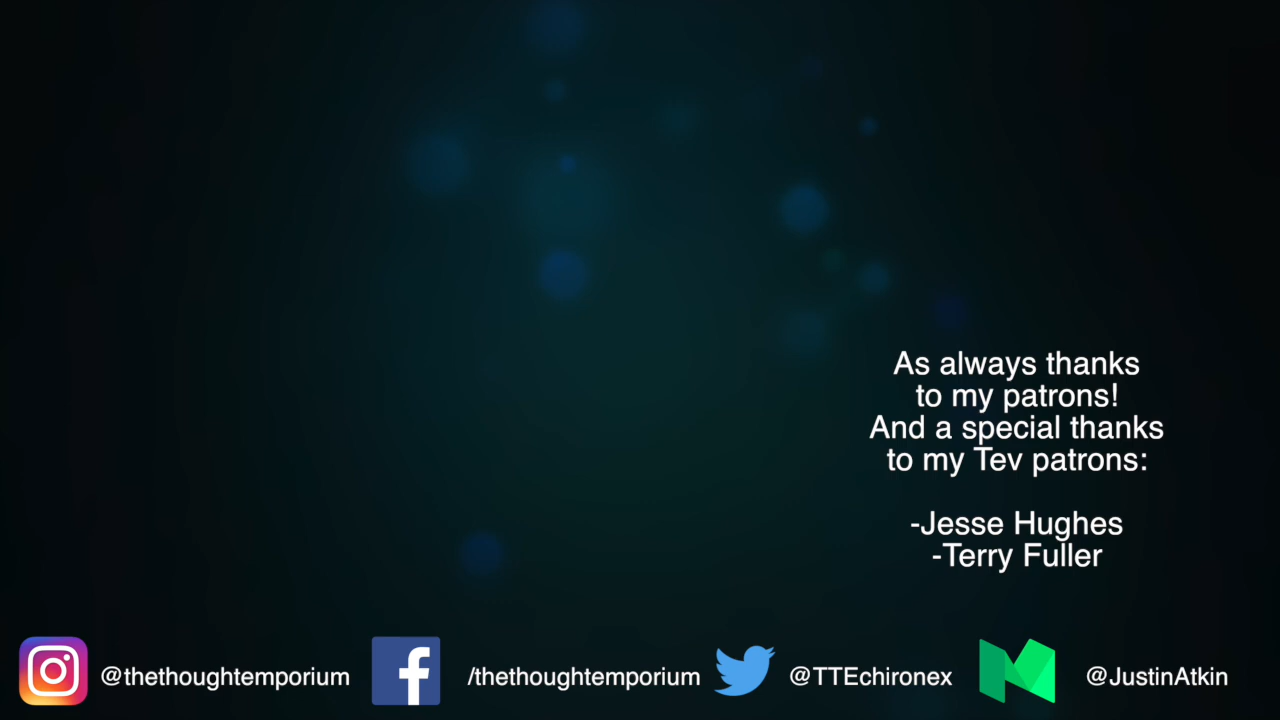 As always thanks
to my patrons!
And a special thanks
to my Tev patrons:
-Jesse Hughes
-Terry Fuller
@thethoughtemporium
/thethoughtemporium
@TTEchironex
@JustinAtkin